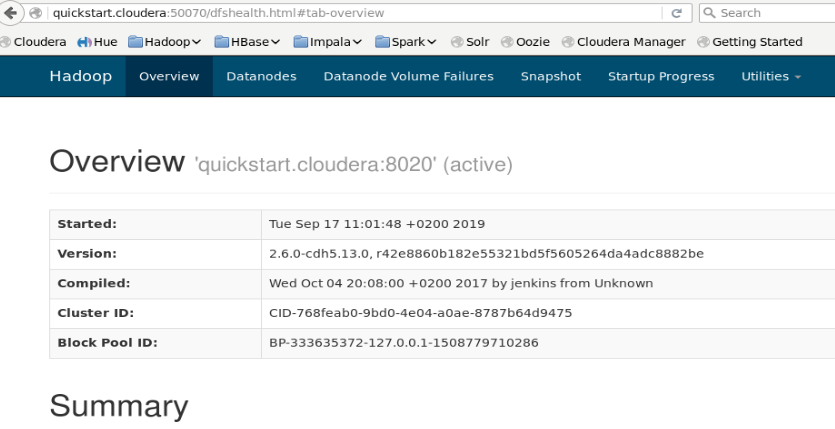 quickstart.cloudera:50070/dfshealth.html#tab-overview Search
Cloudera Hue Hadoop HBase Impala Spark Solr Oozie Cloudera Manager Getting Started
Hadoop Overview Datanodes Datanode Volume Failures Snapshot Startup Progress Utilities
Overview 'quickstart.cloudera:8020' (active)
Started: Tue Sep 17 11:01:48 +0200 2019
Version: 2.6.0-cdh5.13.0, r42e8860b182e55321bd5f5605264da4adc8882be
Compiled: Wed Oct 04 20:08:00 +0200 2017 by jenkins from Unknown
Cluster ID: CID-768feab0-9bd0-4e04-a0ae-8787b64d9475
Block Pool ID: BP-333635372-127.0.0.1-1508779710286
Summary